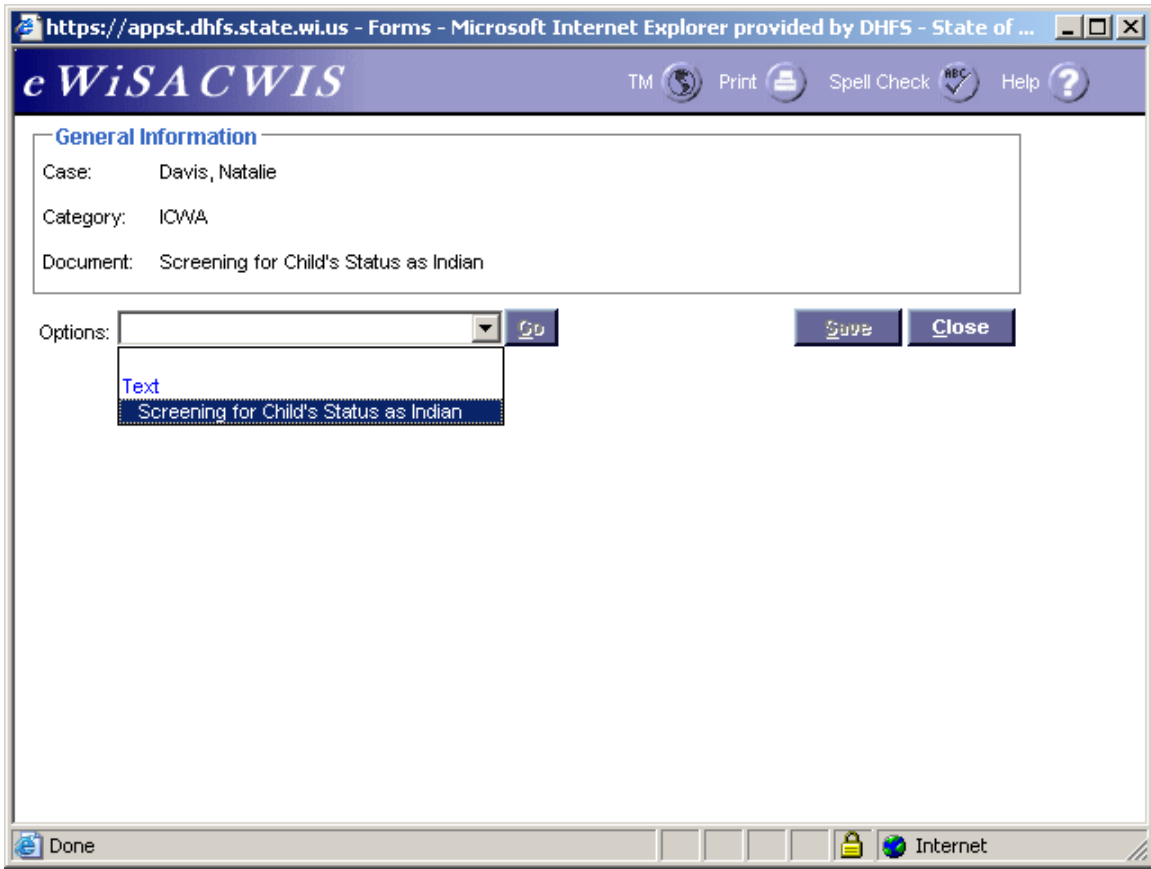 https://appst.dhfs.state.wi.us - Forms - Microsoft Internet Explorer provided by DHFS - State of ...
e WiSACWIS TM Print ABC Spell Check Help ?
General Information
Case: Davis, Natalie
Category: ICWA
Document: Screening for Child's Status as Indian
Options: Go Save Close
Text
Screening for Child's Status as Indian
Done Internet